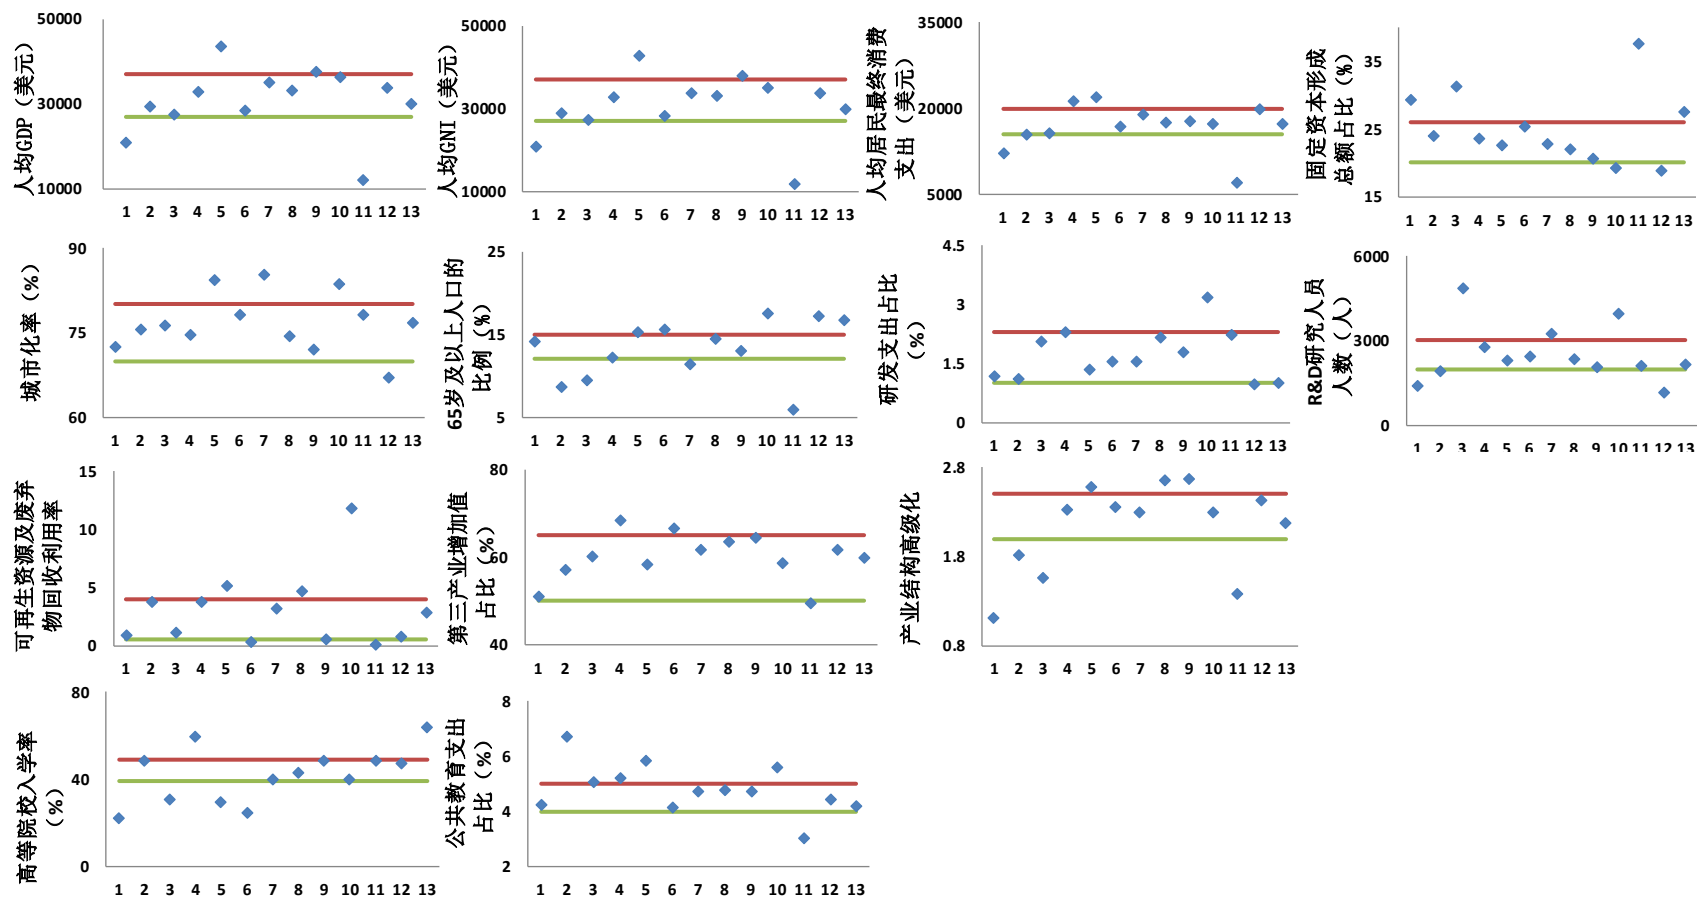 人均GDP（美元）
50000
30000
10000
1 2 3 4 5 6 7 8 9 10 11 12 13
人均GNI（美元）
50000
30000
10000
1 2 3 4 5 6 7 8 9 10 11 12 13
人均居民最终消费
支出（美元）
35000
20000
5000
1 2 3 4 5 6 7 8 9 10 11 12 13
固定资本形成
总额占比（%）
35
25
15
1 2 3 4 5 6 7 8 9 10 11 12 13
城市化率（%）
90
75
60
1 2 3 4 5 6 7 8 9 10 11 12 13
65岁及以上人口的
比例（%）
25
15
5
1 2 3 4 5 6 7 8 9 10 11 12 13
研发支出占比
（%）
4.5
3
1.5
0
1 2 3 4 5 6 7 8 9 10 11 12 13
R&D研究人员
人数（人）
6000
3000
0
1 2 3 4 5 6 7 8 9 10 11 12 13
可再生资源及废弃
物回收利用率
15
10
5
0
1 2 3 4 5 6 7 8 9 10 11 12 13
第三产业增加值
占比（%）
80
60
40
1 2 3 4 5 6 7 8 9 10 11 12 13
产业结构高级化
2.8
1.8
0.8
1 2 3 4 5 6 7 8 9 10 11 12 13
高等院校入学率
（%）
80
40
0
1 2 3 4 5 6 7 8 9 10 11 12 13
公共教育支出
占比（%）
8
6
4
2
1 2 3 4 5 6 7 8 9 10 11 12 13